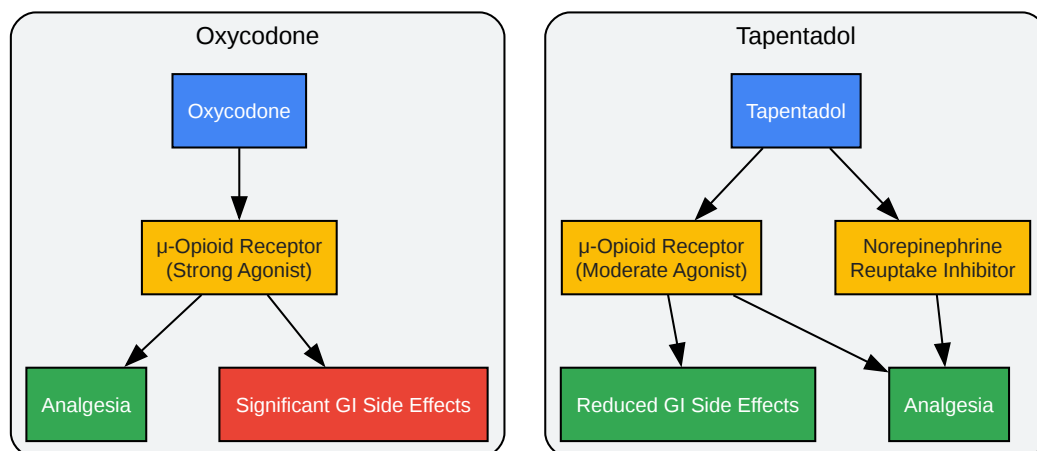 Oxycodone
Oxycodone
μ-Opioid Receptor
(Strong Agonist)
Analgesia
Significant GI Side Effects
Tapentadol
Tapentadol
μ-Opioid Receptor
(Moderate Agonist)
Norepinephrine
Reuptake Inhibitor
Reduced GI Side Effects
Analgesia